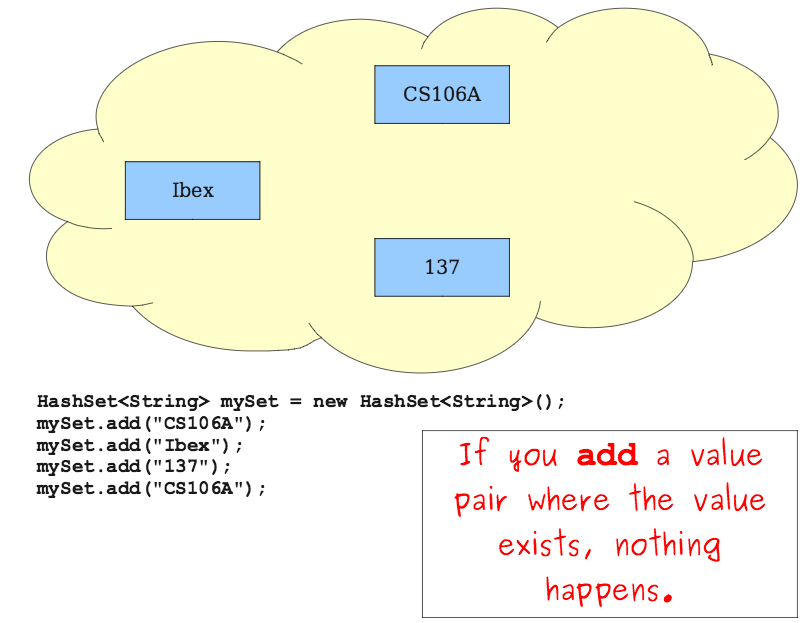 CS106A
Ibex
137
HashSet<String> mySet = new HashSet<String>();
mySet.add("CS106A");
mySet.add("Ibex");
mySet.add("137");
mySet.add("CS106A");
If you add a value
pair where the value
exists, nothing
happens.